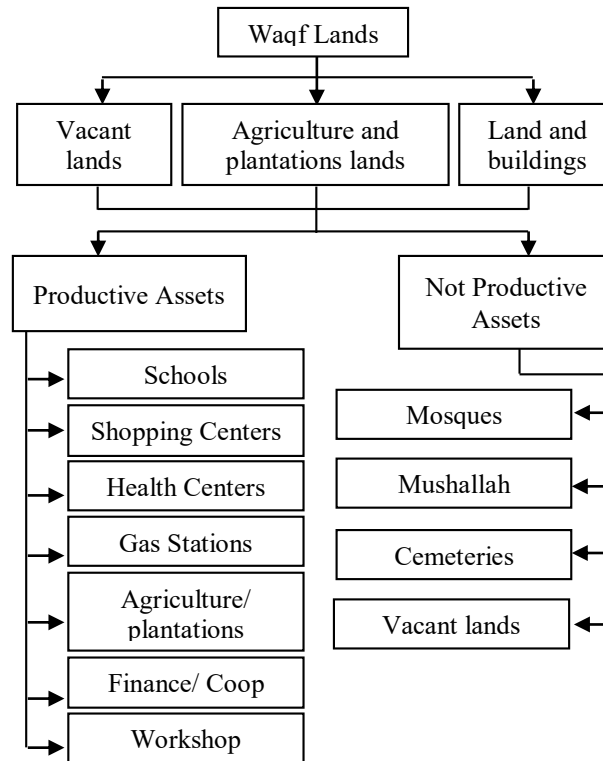 Waqf Lands
Vacant
lands
Agriculture and
plantations lands
Land and
buildings
Productive Assets
Not Productive
Assets
Schools
Shopping Centers
Health Centers
Gas Stations
Agriculture/
plantations
Finance/ Coop
Workshop
Mosques
Mushallah
Cemeteries
Vacant lands